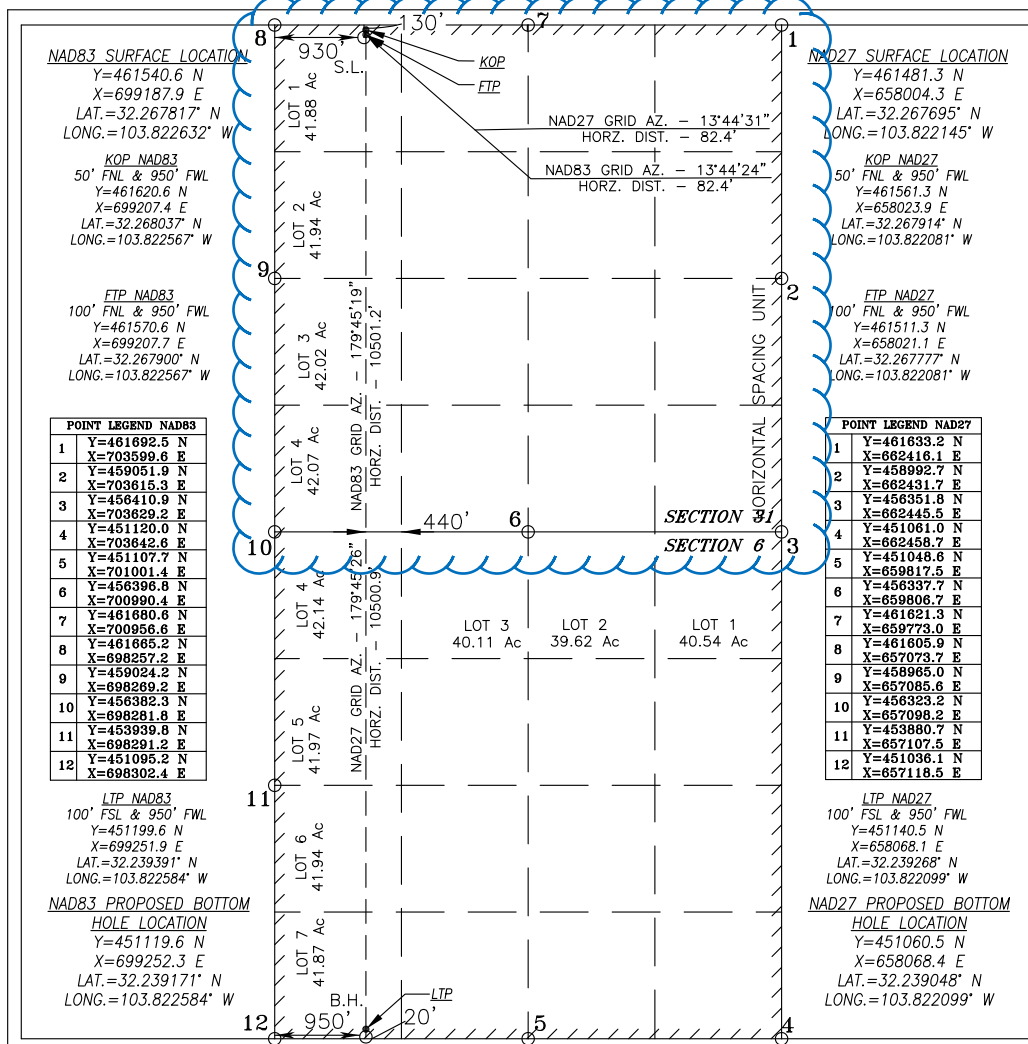 NAD83 SURFACE LOCATION
Y=461540.6 N
X=699187.9 E
LAT.=32.267817° N
LONG.=103.822632° W
KOP NAD83
50' FNL & 950' FWL
Y=461620.6 N
X=699207.4 E
LAT.=32.268037° N
LONG.=103.822567° W
FTP NAD83
100' FNL & 950' FWL
Y=461570.6 N
X=699207.7 E
LAT.=32.267900° N
LONG.=103.822567° W
POINT LEGEND NAD83
1 Y=461692.5 N
X=703599.6 E
2 Y=459051.9 N
X=703615.3 E
3 Y=456410.9 N
X=703629.2 E
4 Y=451120.0 N
X=703642.6 E
5 Y=451107.7 N
X=701001.4 E
6 Y=456396.8 N
X=700990.4 E
7 Y=461680.6 N
X=700956.6 E
8 Y=461665.2 N
X=698257.2 E
9 Y=459024.2 N
X=698269.2 E
10 Y=456382.3 N
X=698281.8 E
11 Y=453939.8 N
X=698291.2 E
12 Y=451095.2 N
X=698302.4 E
LTP NAD83
100' FSL & 950' FWL
Y=451199.6 N
X=699251.9 E
LAT.=32.239391° N
LONG.=103.822584° W
NAD83 PROPOSED BOTTOM
HOLE LOCATION
Y=451119.6 N
X=699252.3 E
LAT.=32.239171° N
LONG.=103.822584° W
8
130'
7
1
930'
S.L.
KOP
FTP
NAD27 GRID AZ. - 13°44'31"
HORZ. DIST. - 82.4'
NAD83 GRID AZ. - 13°44'24"
HORZ. DIST. - 82.4'
LOT 1
41.88 Ac
LOT 2
41.94 Ac
9
2
LOT 3
42.02 Ac
LOT 4
42.07 Ac
NAD83 GRID AZ. - 179°45'19"
HORZ. DIST. - 10501.2'
HORIZONTAL SPACING UNIT
440'
10
6
SECTION 31
SECTION 6
3
LOT 4
42.14 Ac
NAD27 GRID AZ. - 179°45'26"
HORZ. DIST. - 10500.9'
LOT 3
40.11 Ac
LOT 2
39.62 Ac
LOT 1
40.54 Ac
LOT 5
41.97 Ac
11
LOT 6
41.94 Ac
LOT 7
41.87 Ac
B.H.
LTP
12
950'
20'
5
4
NAD27 SURFACE LOCATION
Y=461481.3 N
X=658004.3 E
LAT.=32.267695° N
LONG.=103.822145° W
KOP NAD27
50' FNL & 950' FWL
Y=461561.3 N
X=658023.9 E
LAT.=32.267914° N
LONG.=103.822081° W
FTP NAD27
100' FNL & 950' FWL
Y=461511.3 N
X=658021.1 E
LAT.=32.267777° N
LONG.=103.822081° W
POINT LEGEND NAD27
1 Y=461633.2 N
X=662416.1 E
2 Y=458992.7 N
X=662431.7 E
3 Y=456351.8 N
X=662445.5 E
4 Y=451061.0 N
X=662458.7 E
5 Y=451048.6 N
X=659817.5 E
6 Y=456337.7 N
X=659806.7 E
7 Y=461621.3 N
X=659773.0 E
8 Y=461605.9 N
X=657073.7 E
9 Y=458965.0 N
X=657085.6 E
10 Y=456323.2 N
X=657098.2 E
11 Y=453880.7 N
X=657107.5 E
12 Y=451036.1 N
X=657118.5 E
LTP NAD27
100' FSL & 950' FWL
Y=451140.5 N
X=658068.1 E
LAT.=32.239268° N
LONG.=103.822099° W
NAD27 PROPOSED BOTTOM
HOLE LOCATION
Y=451060.5 N
X=658068.4 E
LAT.=32.239048° N
LONG.=103.822099° W